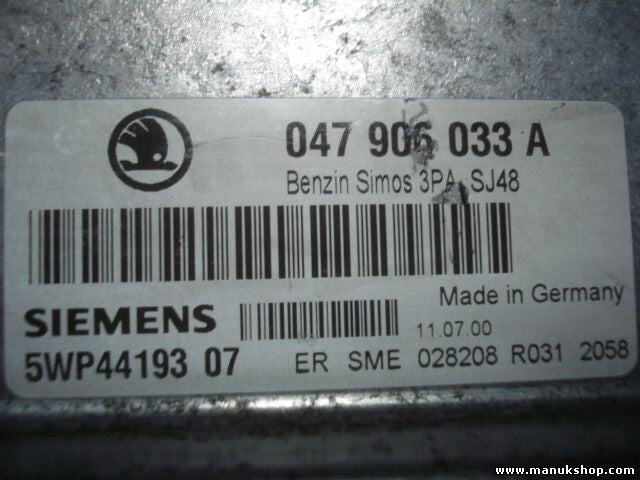 047 906 033 A
Benzin Simos 3PA SJ48
Made in Germany
SIEMENS 11.07.00
5WP44193 07 ER SME 028208 R031 2058
www.manukshop.com